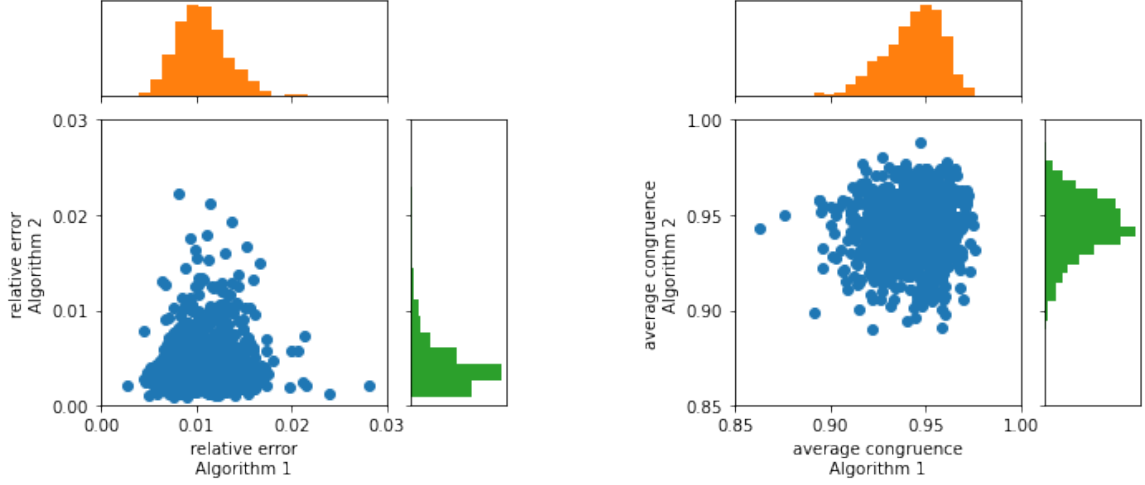 0.03
0.02
0.01
0.00
relative error
Algorithm 2
0.00 0.01 0.02 0.03
relative error
Algorithm 1
1.00
0.95
0.90
0.85
average congruence
Algorithm 2
0.85 0.90 0.95 1.00
average congruence
Algorithm 1